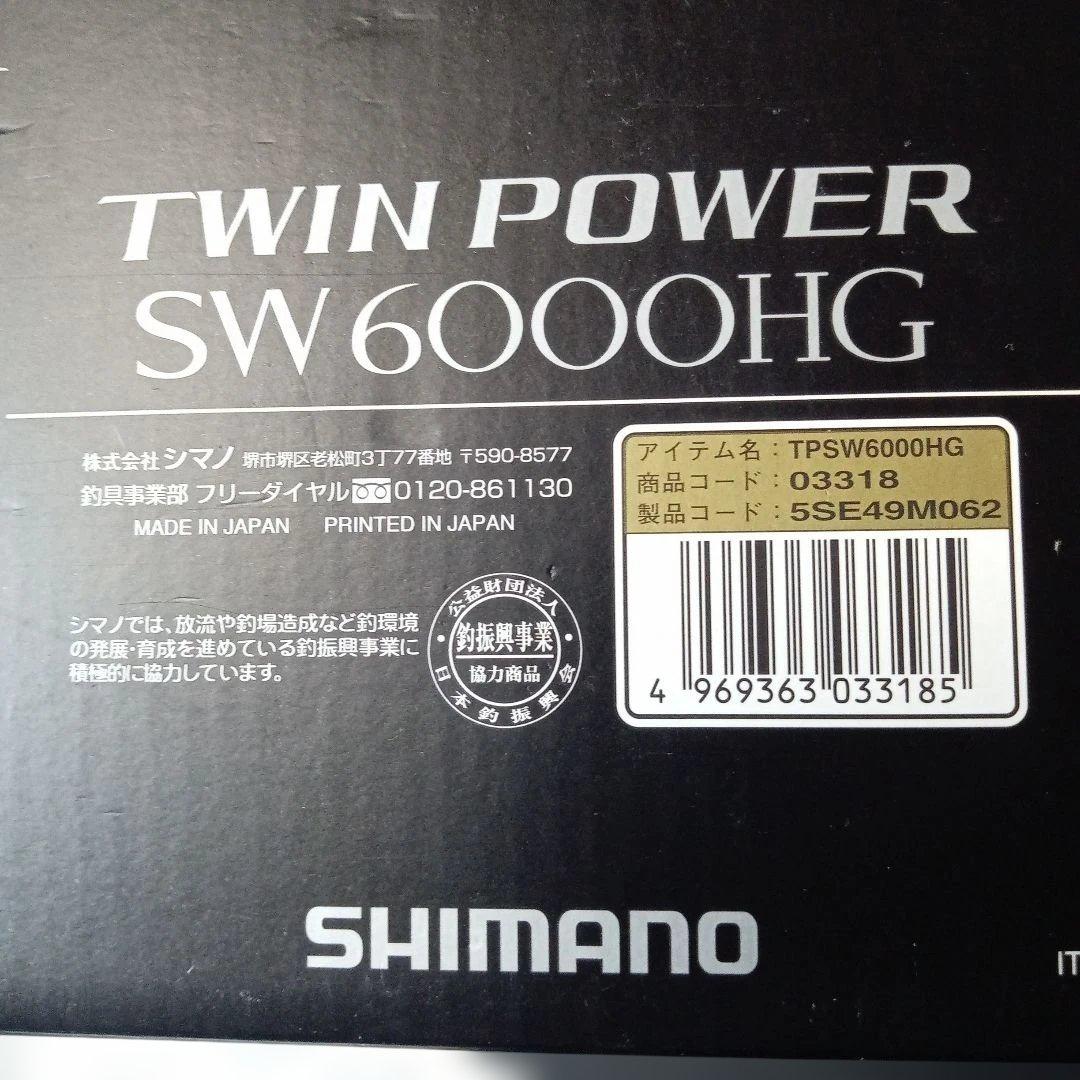 TWIN POWER
SW 6000HG
株式会社 シマノ 堺市堺区老松町3丁77番地 〒590-8577
釣具事業部 フリーダイヤル 0120-861130
MADE IN JAPAN PRINTED IN JAPAN
アイテム名：TPSW6000HG
商品コード：03318
製品コード：5SE49M062
4 969363 033185
シマノでは、放流や釣場造成など釣環境
の発展・育成を進めている釣振興事業に
積極的に協力しています。
公益財団法人
釣振興事業
協力商品
日本釣振興会
SHIMANO
IT